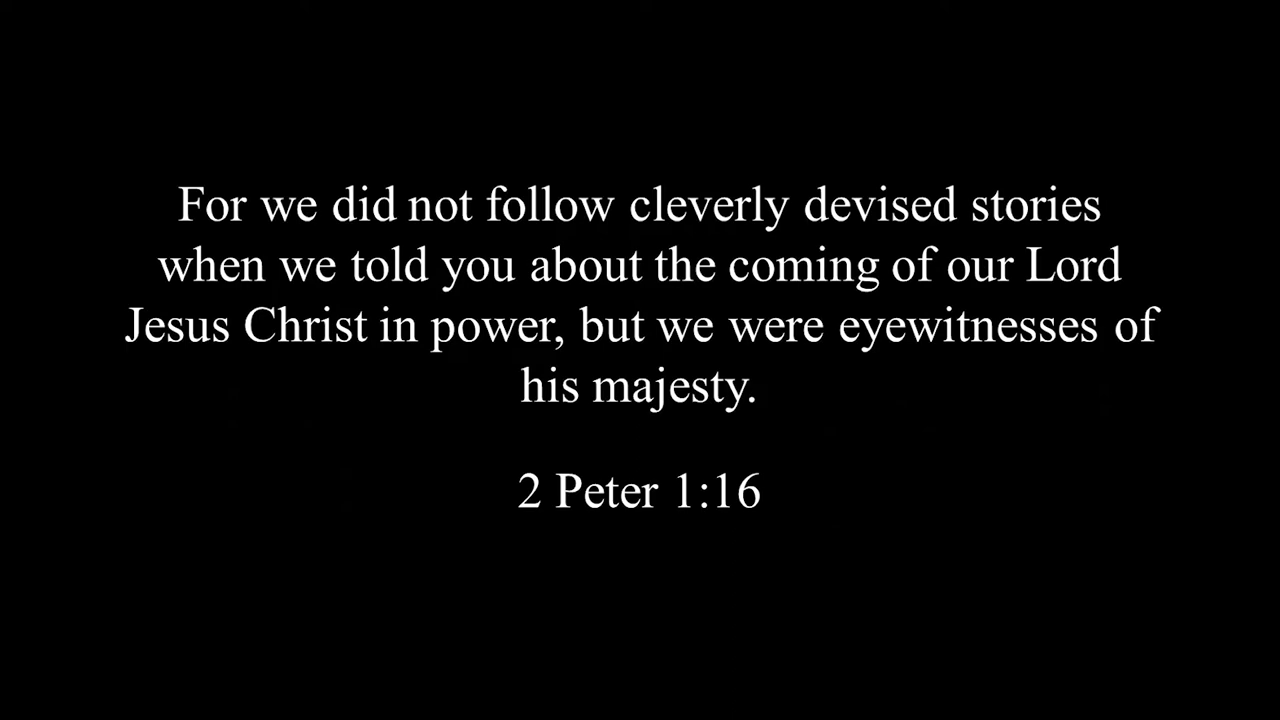 For we did not follow cleverly devised stories
when we told you about the coming of our Lord
Jesus Christ in power, but we were eyewitnesses of
his majesty.
2 Peter 1:16